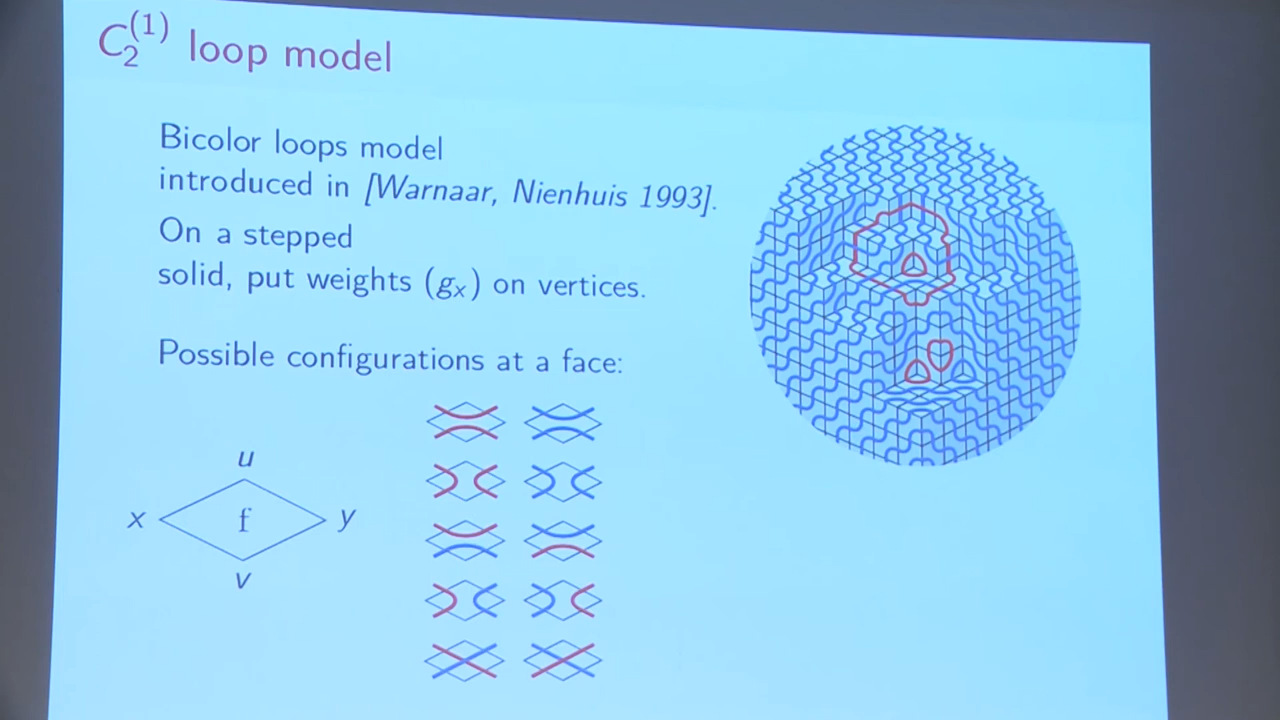 C₂⁽¹⁾ loop model
Bicolor loops model
introduced in [Warnaar, Nienhuis 1993].
On a stepped
solid, put weights (gₓ) on vertices.
Possible configurations at a face:
u
x f y
v